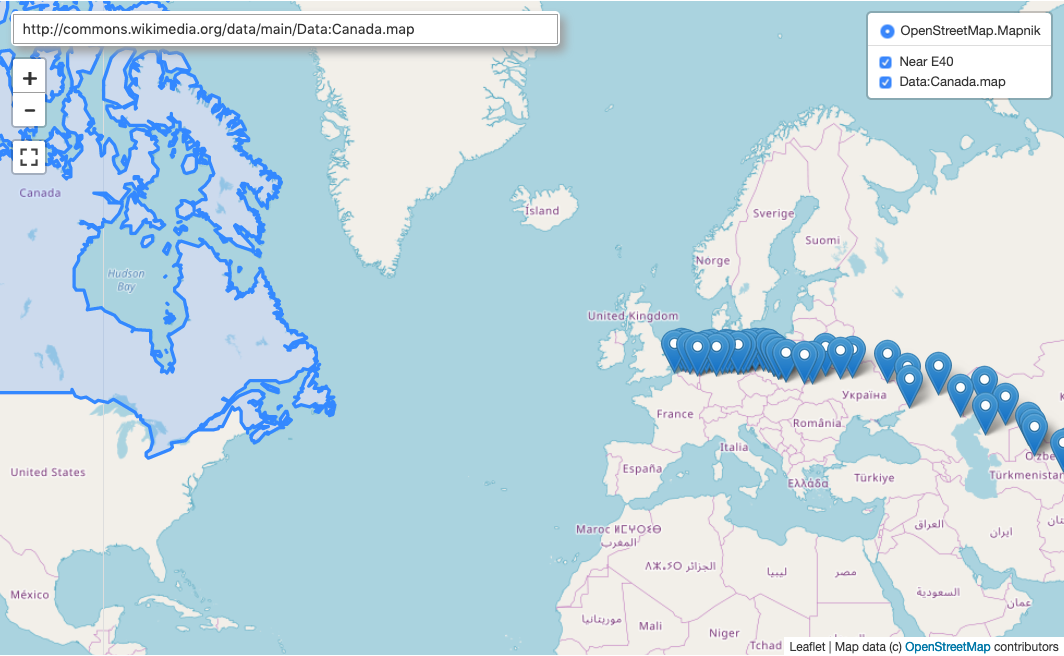 http://commons.wikimedia.org/data/main/Data:Canada.map
OpenStreetMap.Mapnik
Near E40
Data:Canada.map
+
−
Canada
Ísland
Sverige
Suomi
Norge
Hudson
Bay
United Kingdom
Україна
France
România
Italia
United States
España
Ελλάδα
Türkiye
Türkmenistan
Maroc ⵍⵎⵖⵔⵉⴱ
المغرب
العراق
ایران
ⴷⵣⴰⵢⵔ الجزائر
ليبيا
مصر
السعودية
México
عمان
موريتانيا
Mali
Niger
Tchad
Leaflet | Map data (c) OpenStreetMap contributors